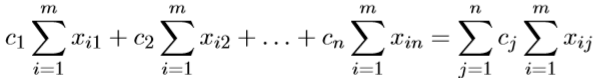 $c_1 \sum_{i=1}^{m} x_{i1} + c_2 \sum_{i=1}^{m} x_{i2} + \ldots + c_n \sum_{i=1}^{m} x_{in} = \sum_{j=1}^{n} c_j \sum_{i=1}^{m} x_{ij}$